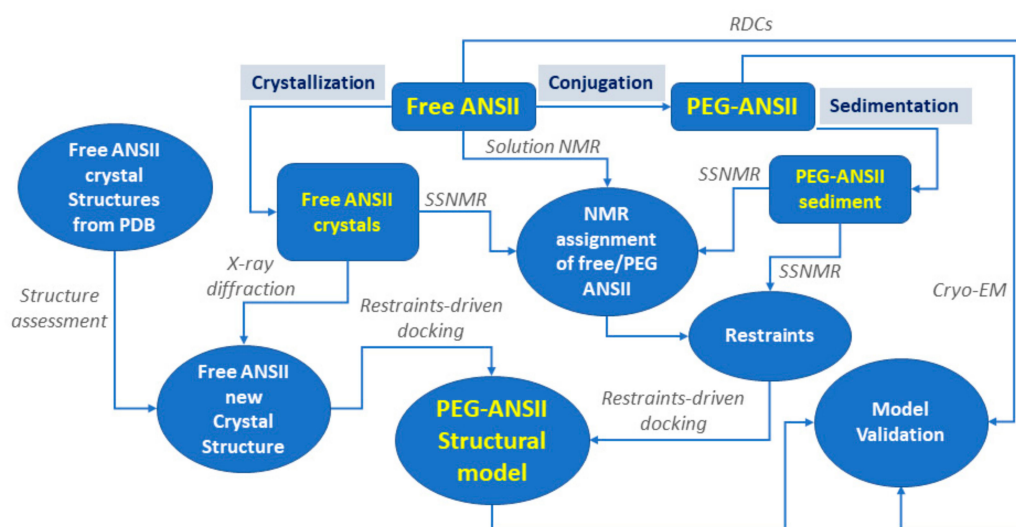 RDCs
Crystallization
Free ANSII
Conjugation
PEG-ANSII
Sedimentation
Free ANSII
crystal
Structures
from PDB
Solution NMR
Free ANSII
crystals
SSNMR
NMR
assignment
of free/PEG
ANSII
SSNMR
PEG-ANSII
sediment
X-ray
diffraction
SSNMR
Structure
assessment
Restraints-driven
docking
Cryo-EM
Restraints
Free ANSII
new
Crystal
Structure
PEG-ANSII
Structural
model
Restraints-driven
docking
Model
Validation